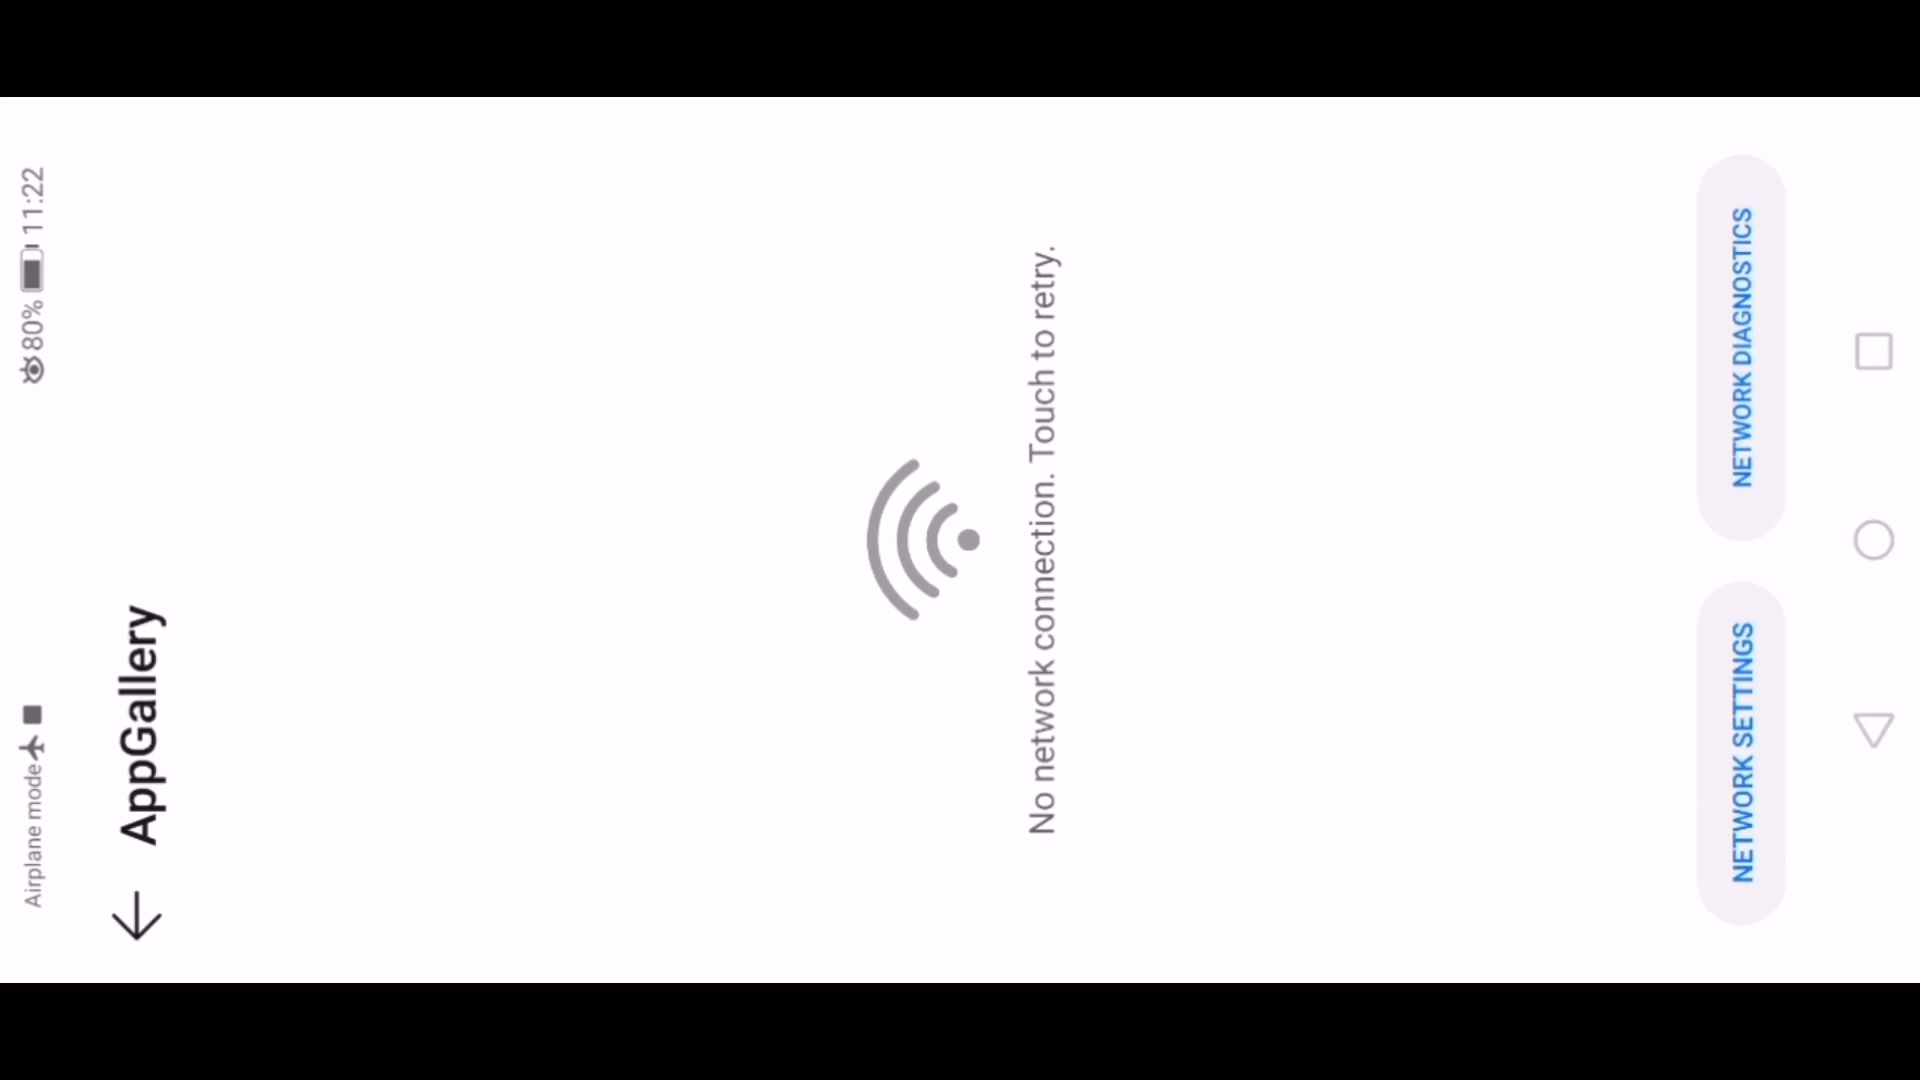 Airplane mode 80% 11:22
AppGallery
No network connection. Touch to retry.
NETWORK SETTINGS
NETWORK DIAGNOSTICS